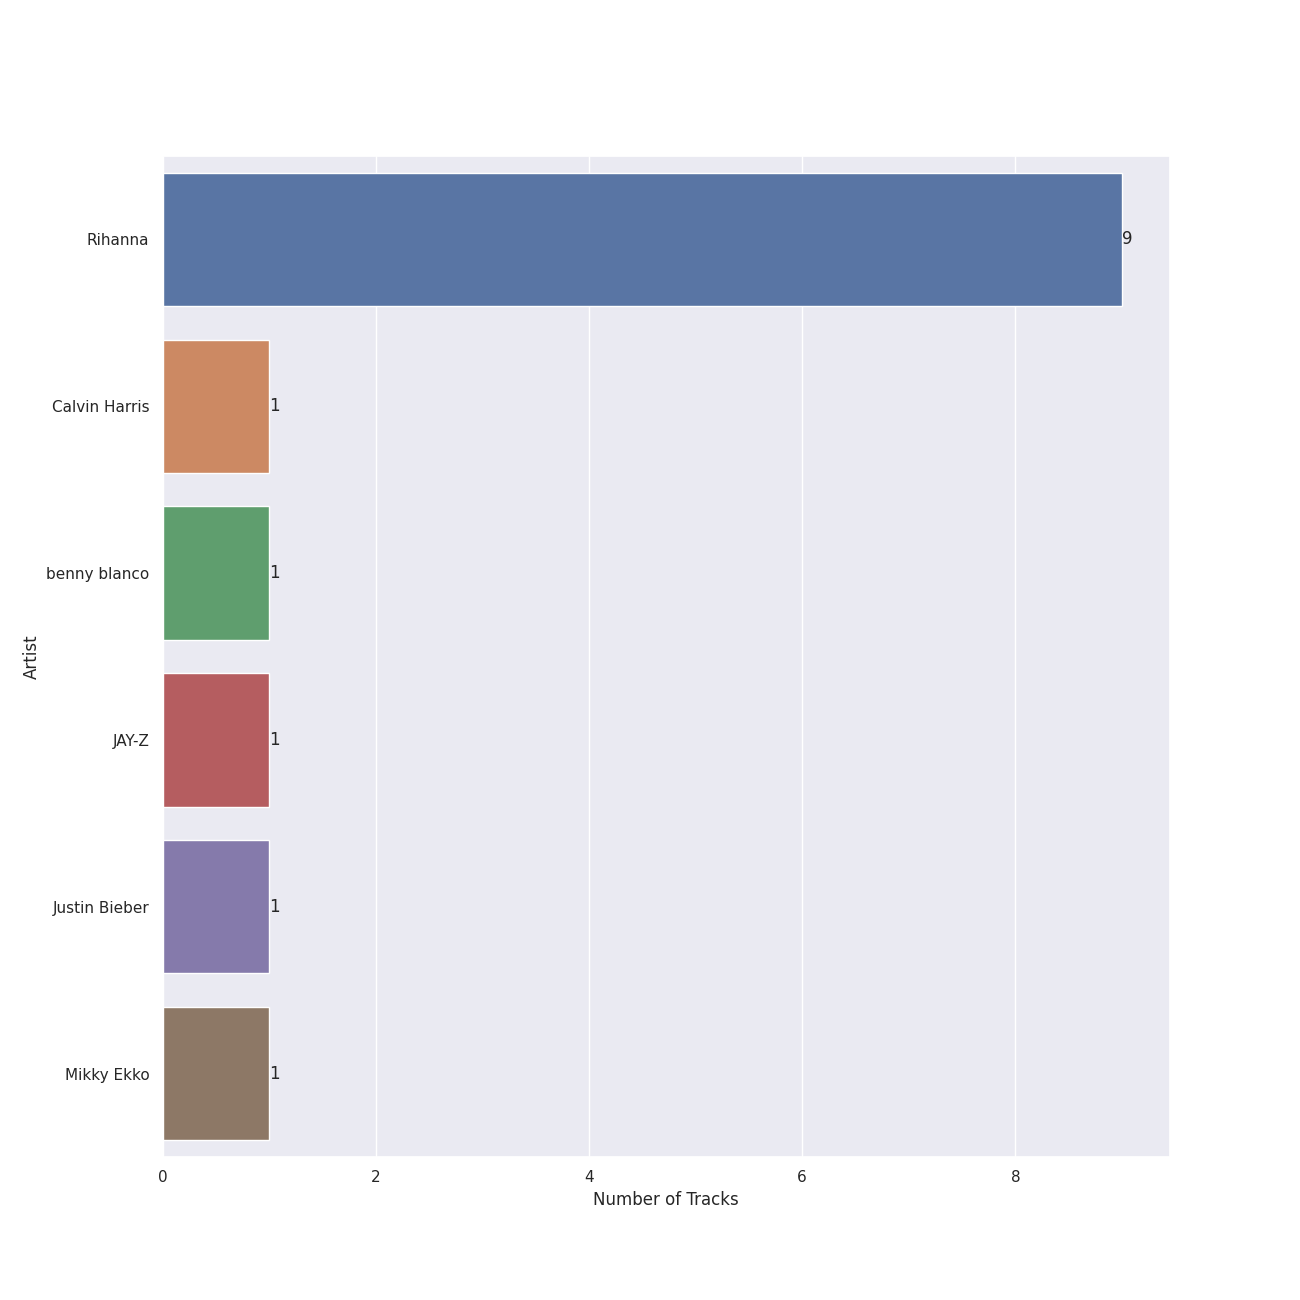 Rihanna
9
Calvin Harris
1
benny blanco
1
Artist
JAY-Z
1
Justin Bieber
1
Mikky Ekko
1
0 2 4 6 8
Number of Tracks